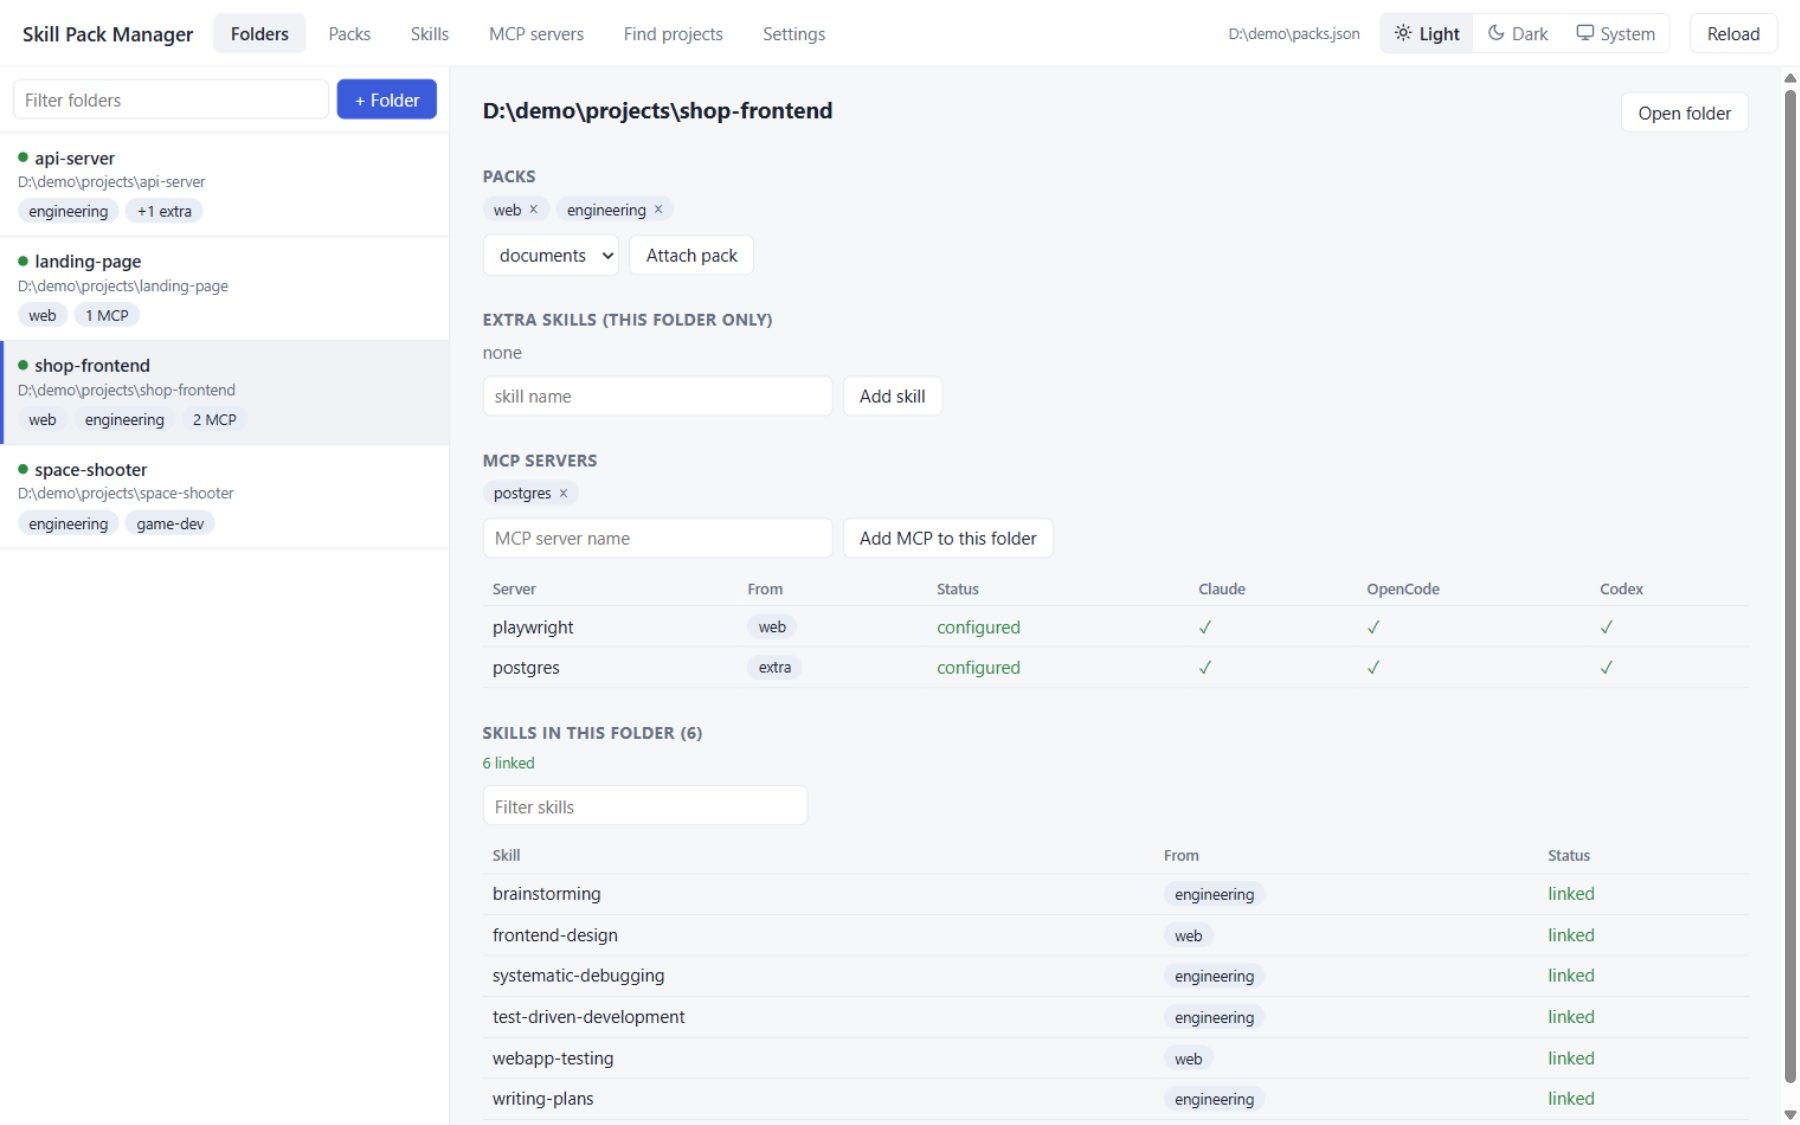 Skill Pack Manager Folders Packs Skills MCP servers Find projects Settings D:\demo\packs.json Light Dark System Reload
Filter folders + Folder
api-server
D:\demo\projects\api-server
engineering +1 extra
landing-page
D:\demo\projects\landing-page
web 1 MCP
shop-frontend
D:\demo\projects\shop-frontend
web engineering 2 MCP
space-shooter
D:\demo\projects\space-shooter
engineering game-dev
D:\demo\projects\shop-frontend Open folder
PACKS
web × engineering ×
documents Attach pack
EXTRA SKILLS (THIS FOLDER ONLY)
none
skill name Add skill
MCP SERVERS
postgres ×
MCP server name Add MCP to this folder
Server From Status Claude OpenCode Codex
playwright web configured ✓ ✓ ✓
postgres extra configured ✓ ✓ ✓
SKILLS IN THIS FOLDER (6)
6 linked
Filter skills
Skill From Status
brainstorming engineering linked
frontend-design web linked
systematic-debugging engineering linked
test-driven-development engineering linked
webapp-testing web linked
writing-plans engineering linked